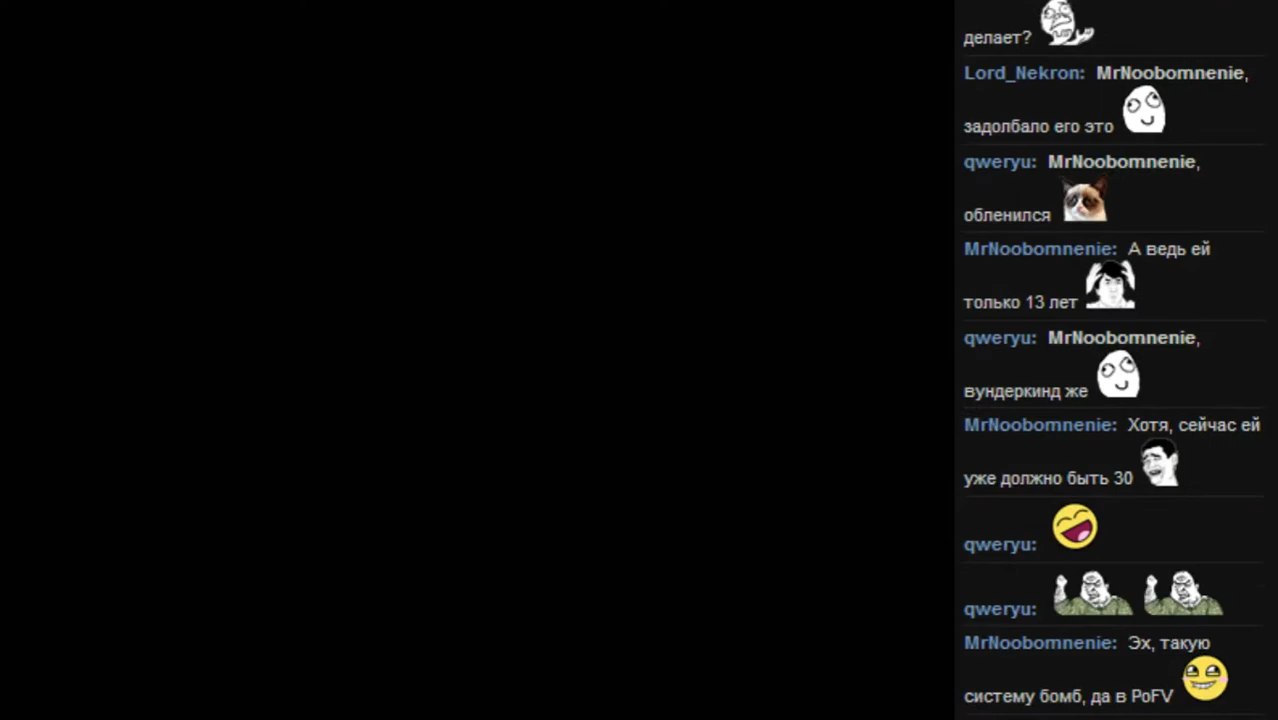 делает?
Lord_Nekron: MrNoobomnenie,
задолбало его это
qweryu: MrNoobomnenie,
обленился
MrNoobomnenie: А ведь ей
только 13 лет
qweryu: MrNoobomnenie,
вундеркинд же
MrNoobomnenie: Хотя, сейчас ей
уже должно быть 30
qweryu:
qweryu:
MrNoobomnenie: Эх, такую
систему бомб, да в PoFV